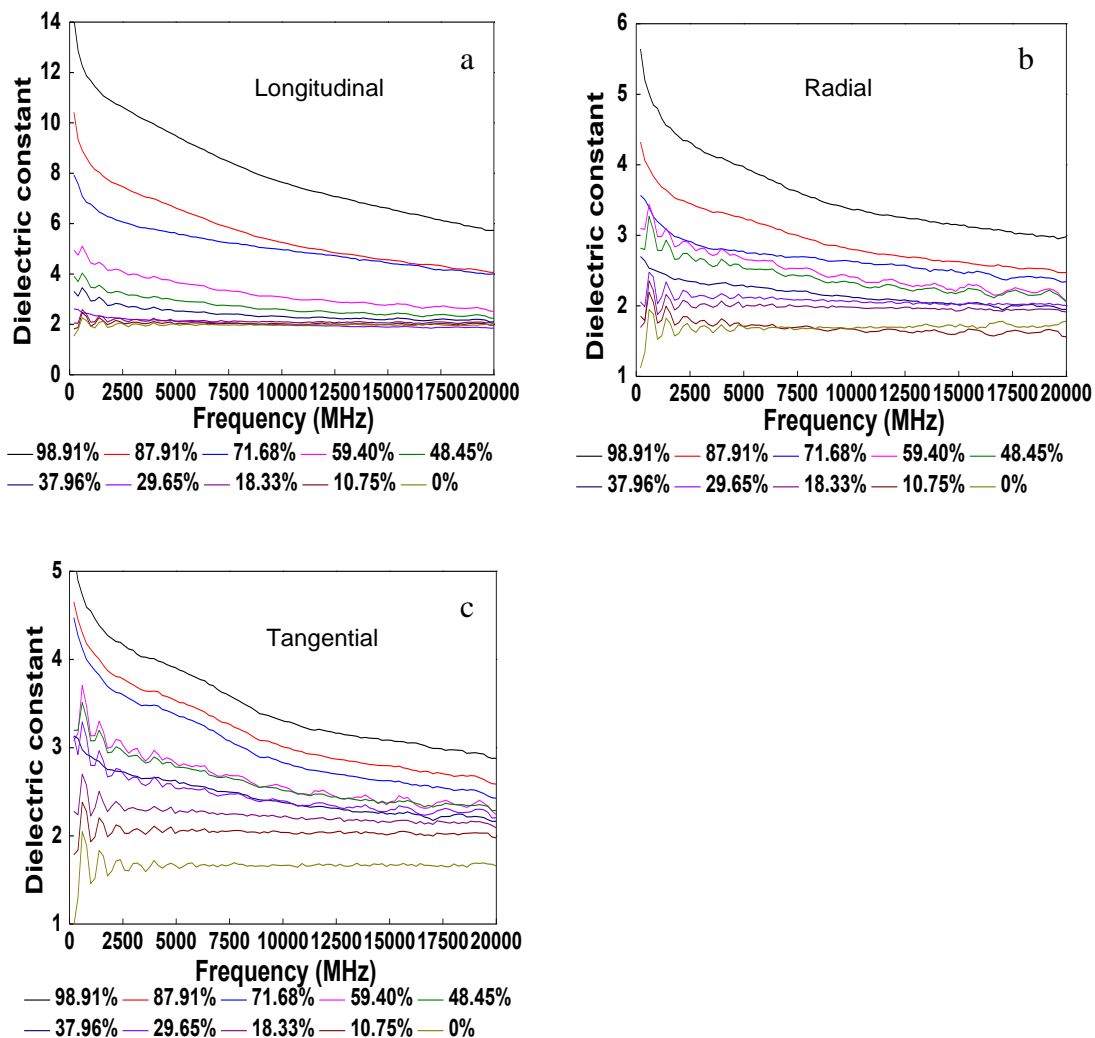 a
Longitudinal
Dielectric constant
14
12
10
8
6
4
2
0
0 2500 5000 7500 10000 12500 15000 17500 20000
Frequency (MHz)
98.91% 87.91% 71.68% 59.40% 48.45%
37.96% 29.65% 18.33% 10.75% 0%
b
Radial
Dielectric constant
6
5
4
3
2
1
0 2500 5000 7500 10000 12500 15000 17500 20000
Frequency (MHz)
98.91% 87.91% 71.68% 59.40% 48.45%
37.96% 29.65% 18.33% 10.75% 0%
c
Tangential
Dielectric constant
5
4
3
2
1
0 2500 5000 7500 10000 12500 15000 17500 20000
Frequency (MHz)
98.91% 87.91% 71.68% 59.40% 48.45%
37.96% 29.65% 18.33% 10.75% 0%